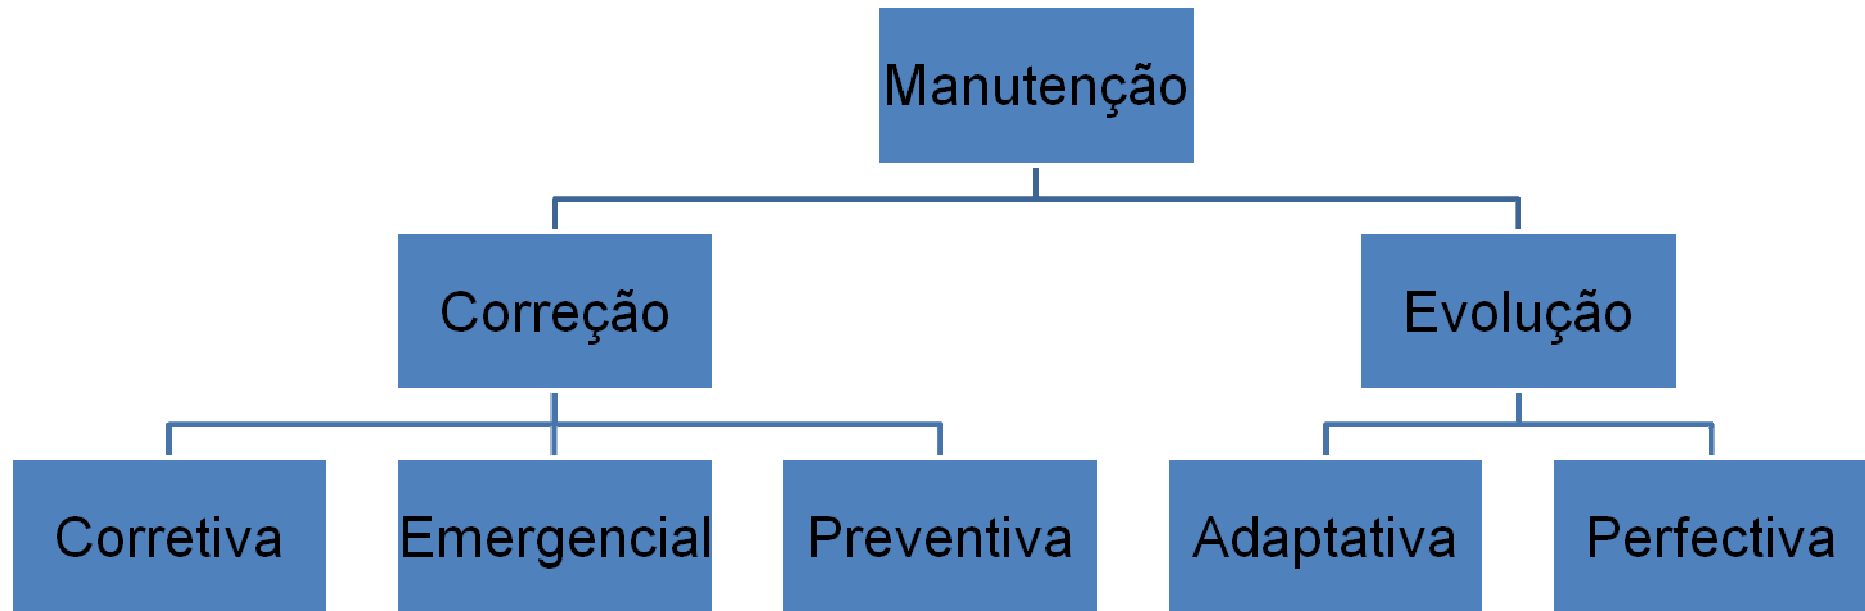 Manutenção
Correção
Evolução
Corretiva
Emergencial
Preventiva
Adaptativa
Perfectiva